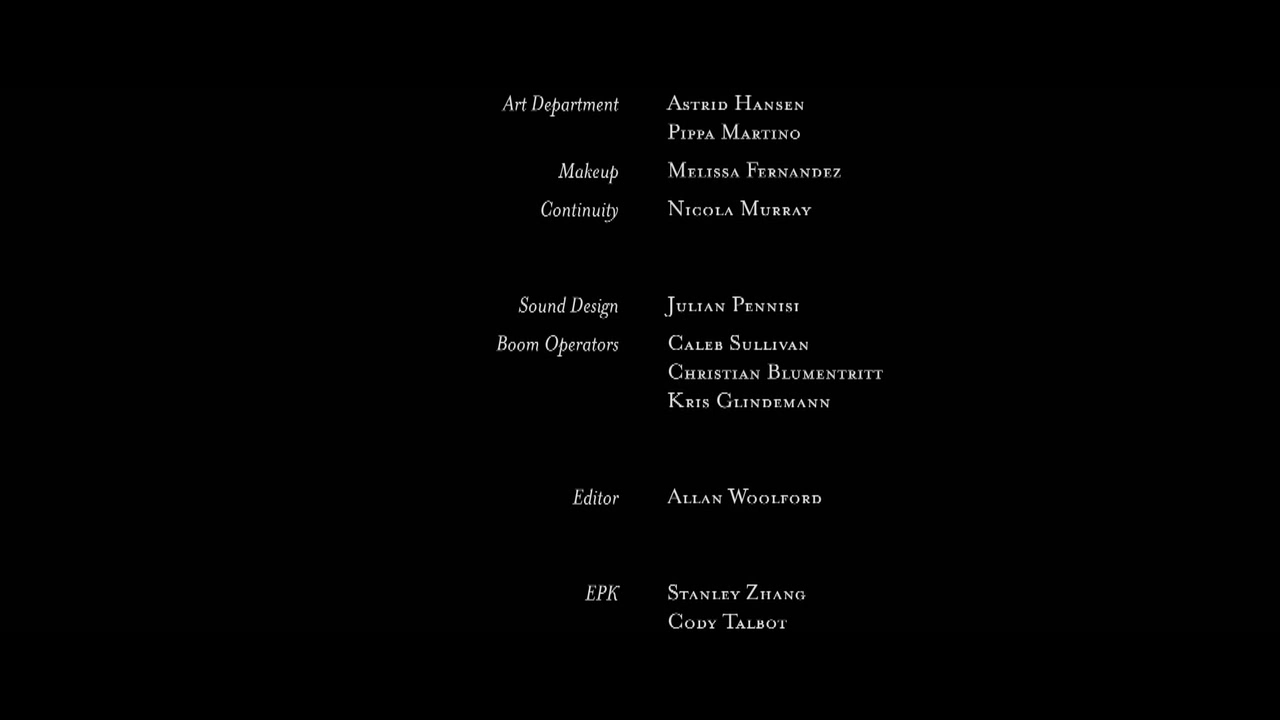 Art Department Astrid Hansen
Pippa Martino
Makeup Melissa Fernandez
Continuity Nicola Murray
Sound Design Julian Pennisi
Boom Operators Caleb Sullivan
Christian Blumentritt
Kris Glindemann
Editor Allan Woolford
EPK Stanley Zhang
Cody Talbot